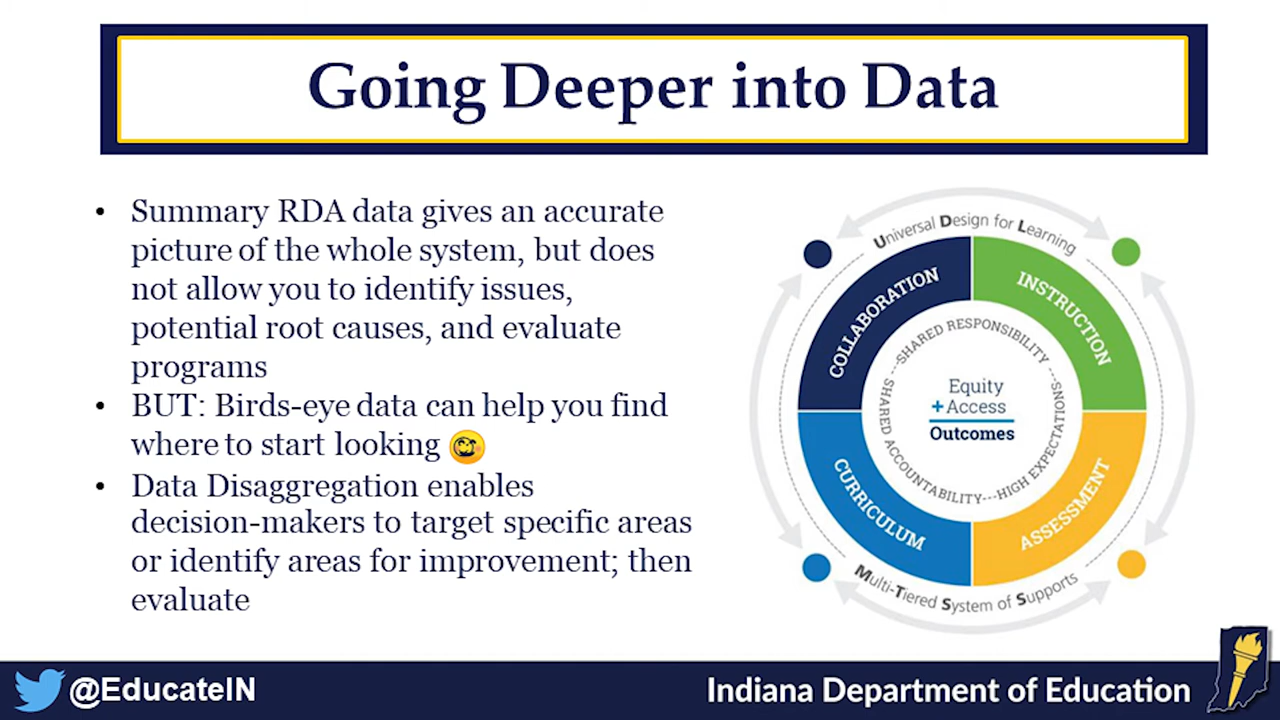 Going Deeper into Data
• Summary RDA data gives an accurate
picture of the whole system, but does
not allow you to identify issues,
potential root causes, and evaluate
programs
• BUT: Birds-eye data can help you find
where to start looking
• Data Disaggregation enables
decision-makers to target specific areas
or identify areas for improvement; then
evaluate
Universal Design for Learning
COLLABORATION
INSTRUCTION
SHARED RESPONSIBILITY---
HIGH EXPECTATIONS---
SHARED ACCOUNTABILITY---
Equity
+Access
Outcomes
CURRICULUM
ASSESSMENT
Multi-Tiered System of Supports
@EducateIN
Indiana Department of Education